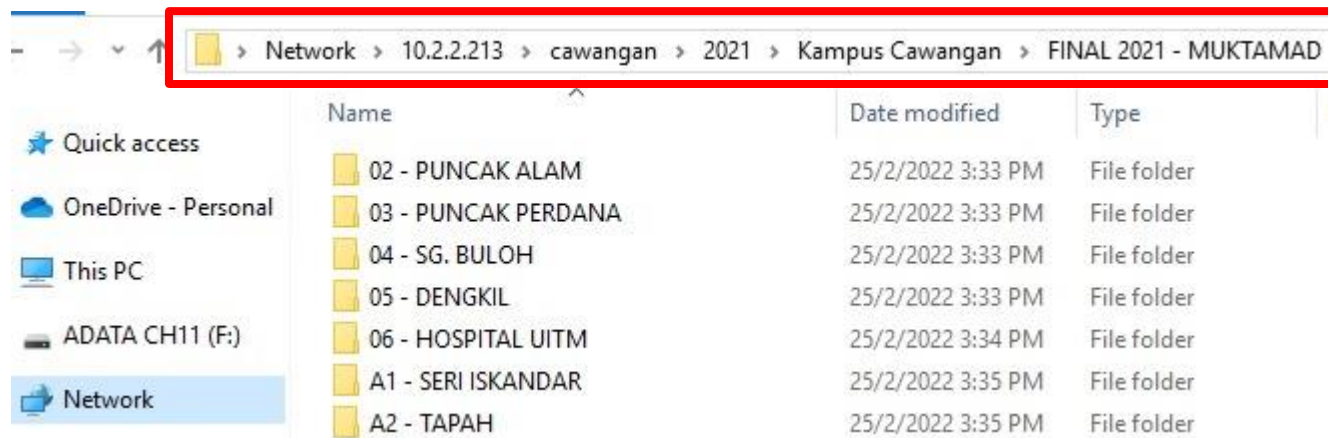 Network > 10.2.2.213 > cawangan > 2021 > Kampus Cawangan > FINAL 2021 - MUKTAMAD
Name Date modified Type
Quick access
02 - PUNCAK ALAM 25/2/2022 3:33 PM File folder
OneDrive - Personal
03 - PUNCAK PERDANA 25/2/2022 3:33 PM File folder
04 - SG. BULOH 25/2/2022 3:33 PM File folder
This PC
05 - DENGKIL 25/2/2022 3:33 PM File folder
ADATA CH11 (F:)
06 - HOSPITAL UITM 25/2/2022 3:34 PM File folder
A1 - SERI ISKANDAR 25/2/2022 3:35 PM File folder
Network
A2 - TAPAH 25/2/2022 3:35 PM File folder